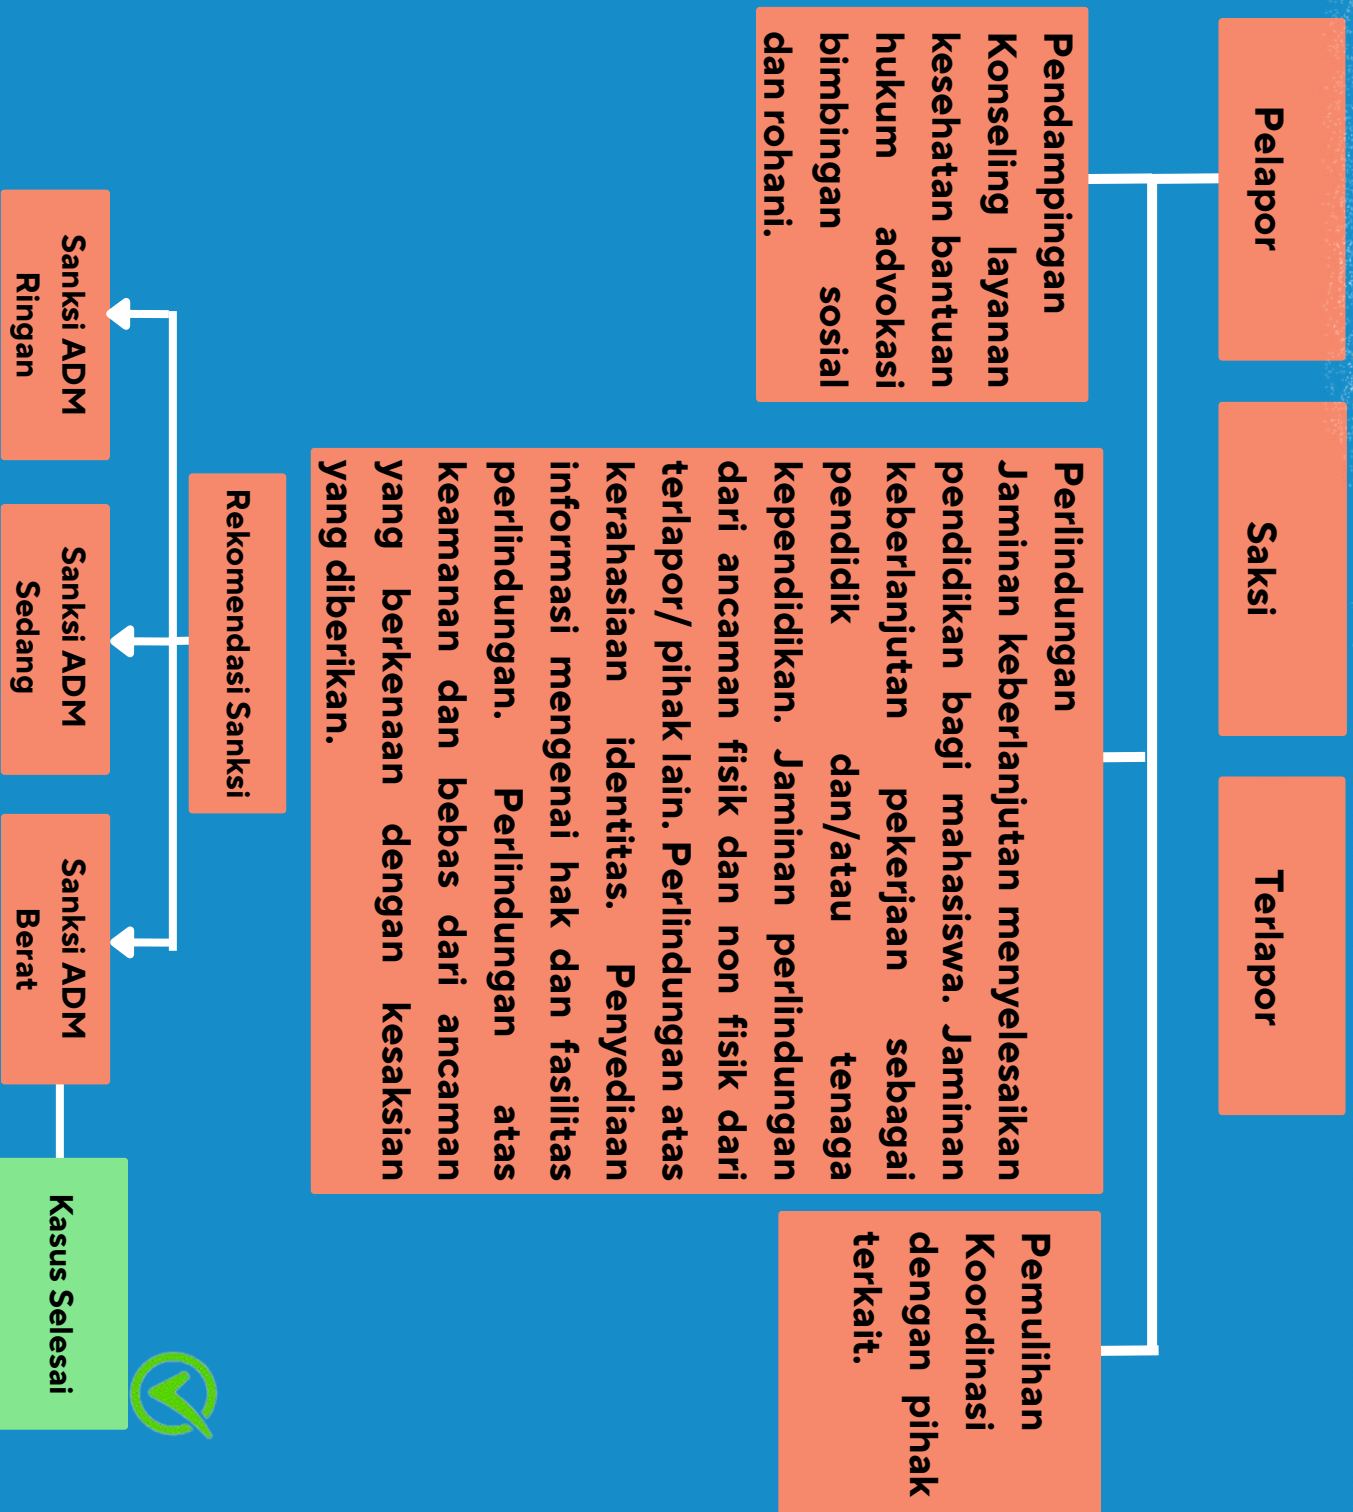 Pelapor
Saksi
Terlapor
Pendampingan
Konseling layanan
kesehatan bantuan
hukum advokasi
bimbingan sosial
dan rohani.
Perlindungan
Jaminan keberlanjutan menyelesaikan
pendidikan bagi mahasiswa. Jaminan
keberlanjutan pekerjaan sebagai
pendidik dan/atau tenaga
kependidikan. Jaminan perlindungan
dari ancaman fisik dan non fisik dari
terlapor/ pihak lain. Perlindungan atas
kerahasiaan identitas. Penyediaan
informasi mengenai hak dan fasilitas
perlindungan. Perlindungan atas
keamanan dan bebas dari ancaman
yang berkenaan dengan kesaksian
yang diberikan.
Pemulihan
Koordinasi
dengan pihak
terkait.
Rekomendasi Sanksi
Sanksi ADM
Ringan
Sanksi ADM
Sedang
Sanksi ADM
Berat
Kasus Selesai